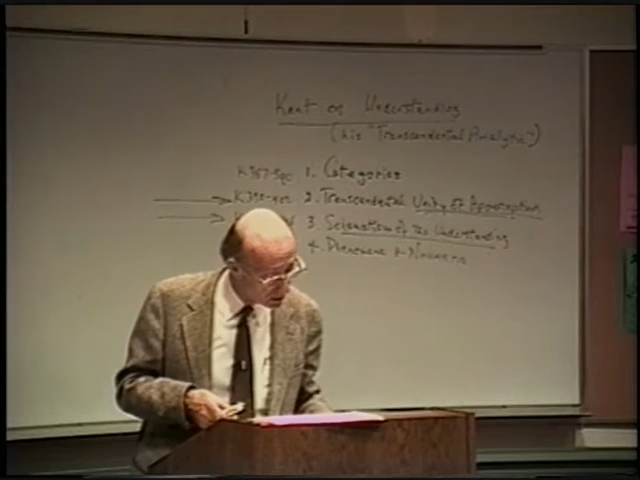 Kant on Understanding
(his "Transcendental Analytic")
1. Categories
2. Transcendental Unity of Apperception
3. Schematism of the Understanding
4. Phenomena & Noumena